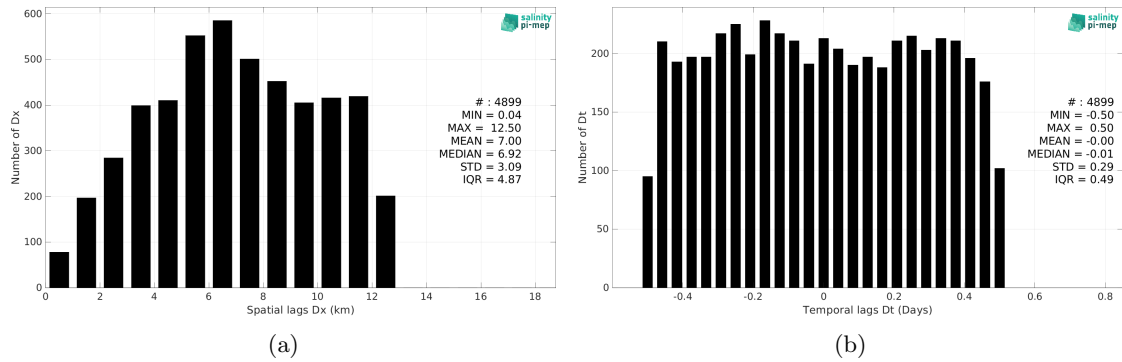 600
500
400
300
200
100
0
Number of Dx
0 2 4 6 8 10 12 14 16 18
Spatial lags Dx (km)
salinity
pi-mep
# : 4899
MIN = 0.04
MAX = 12.50
MEAN = 7.00
MEDIAN = 6.92
STD = 3.09
IQR = 4.87
(a)
200
150
100
50
0
Number of Dt
-0.4 -0.2 0 0.2 0.4 0.6 0.8
Temporal lags Dt (Days)
salinity
pi-mep
# : 4899
MIN = -0.50
MAX = 0.50
MEAN = -0.00
MEDIAN = -0.01
STD = 0.29
IQR = 0.49
(b)